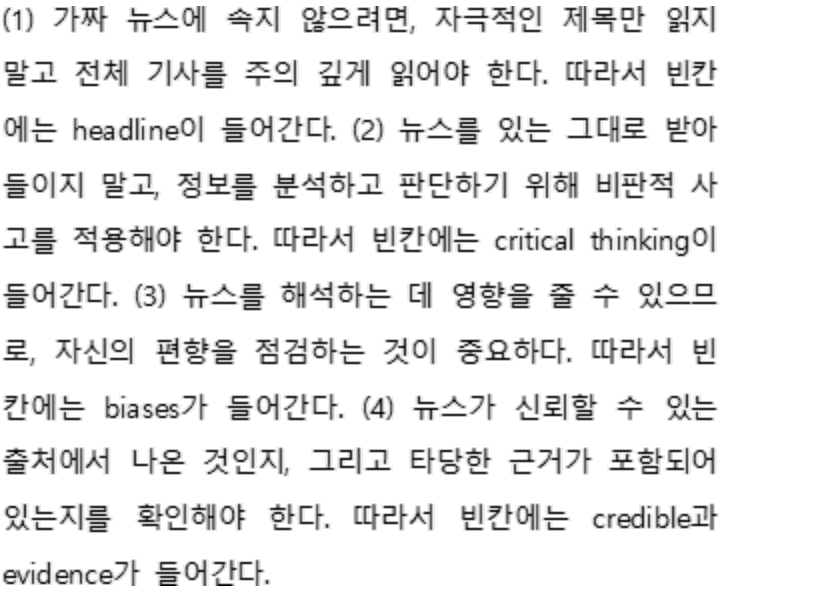 (1) 가짜 뉴스에 속지 않으려면, 자극적인 제목만 읽지
말고 전체 기사를 주의 깊게 읽어야 한다. 따라서 빈칸
에는 headline이 들어간다. (2) 뉴스를 있는 그대로 받아
들이지 말고, 정보를 분석하고 판단하기 위해 비판적 사
고를 적용해야 한다. 따라서 빈칸에는 critical thinking이
들어간다. (3) 뉴스를 해석하는 데 영향을 줄 수 있으므
로, 자신의 편향을 점검하는 것이 중요하다. 따라서 빈
칸에는 biases가 들어간다. (4) 뉴스가 신뢰할 수 있는
출처에서 나온 것인지, 그리고 타당한 근거가 포함되어
있는지를 확인해야 한다. 따라서 빈칸에는 credible과
evidence가 들어간다.